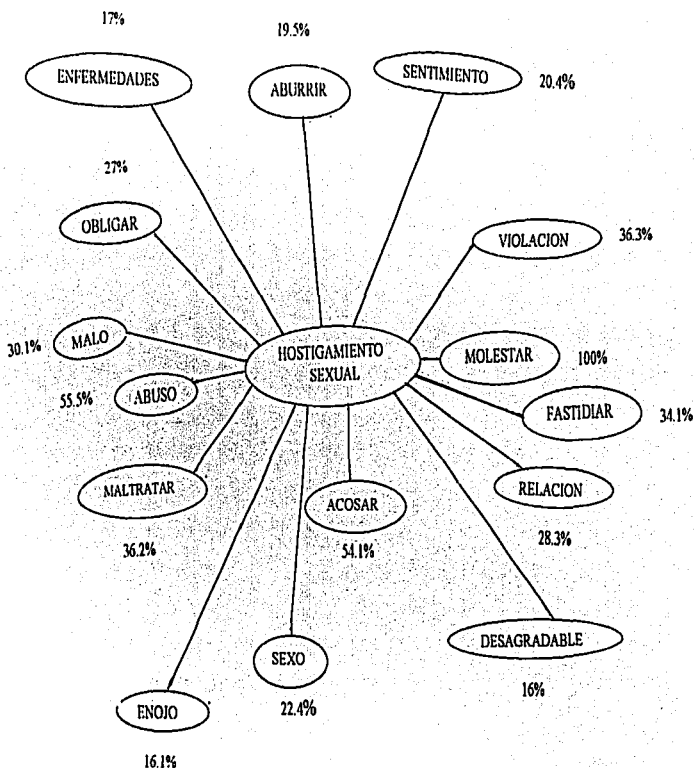 17%
19.5%
ENFERMEDADES
ABURRIR
SENTIMIENTO
20.4%
27%
OBLIGAR
VIOLACION
36.3%
30.1%
MALO
HOSTIGAMIENTO
SEXUAL
MOLESTAR
100%
55.5%
ABUSO
FASTIDIAR
34.1%
MALTRATAR
36.2%
ACOSAR
54.1%
RELACION
28.3%
DESAGRADABLE
16%
SEXO
22.4%
ENOJO
16.1%